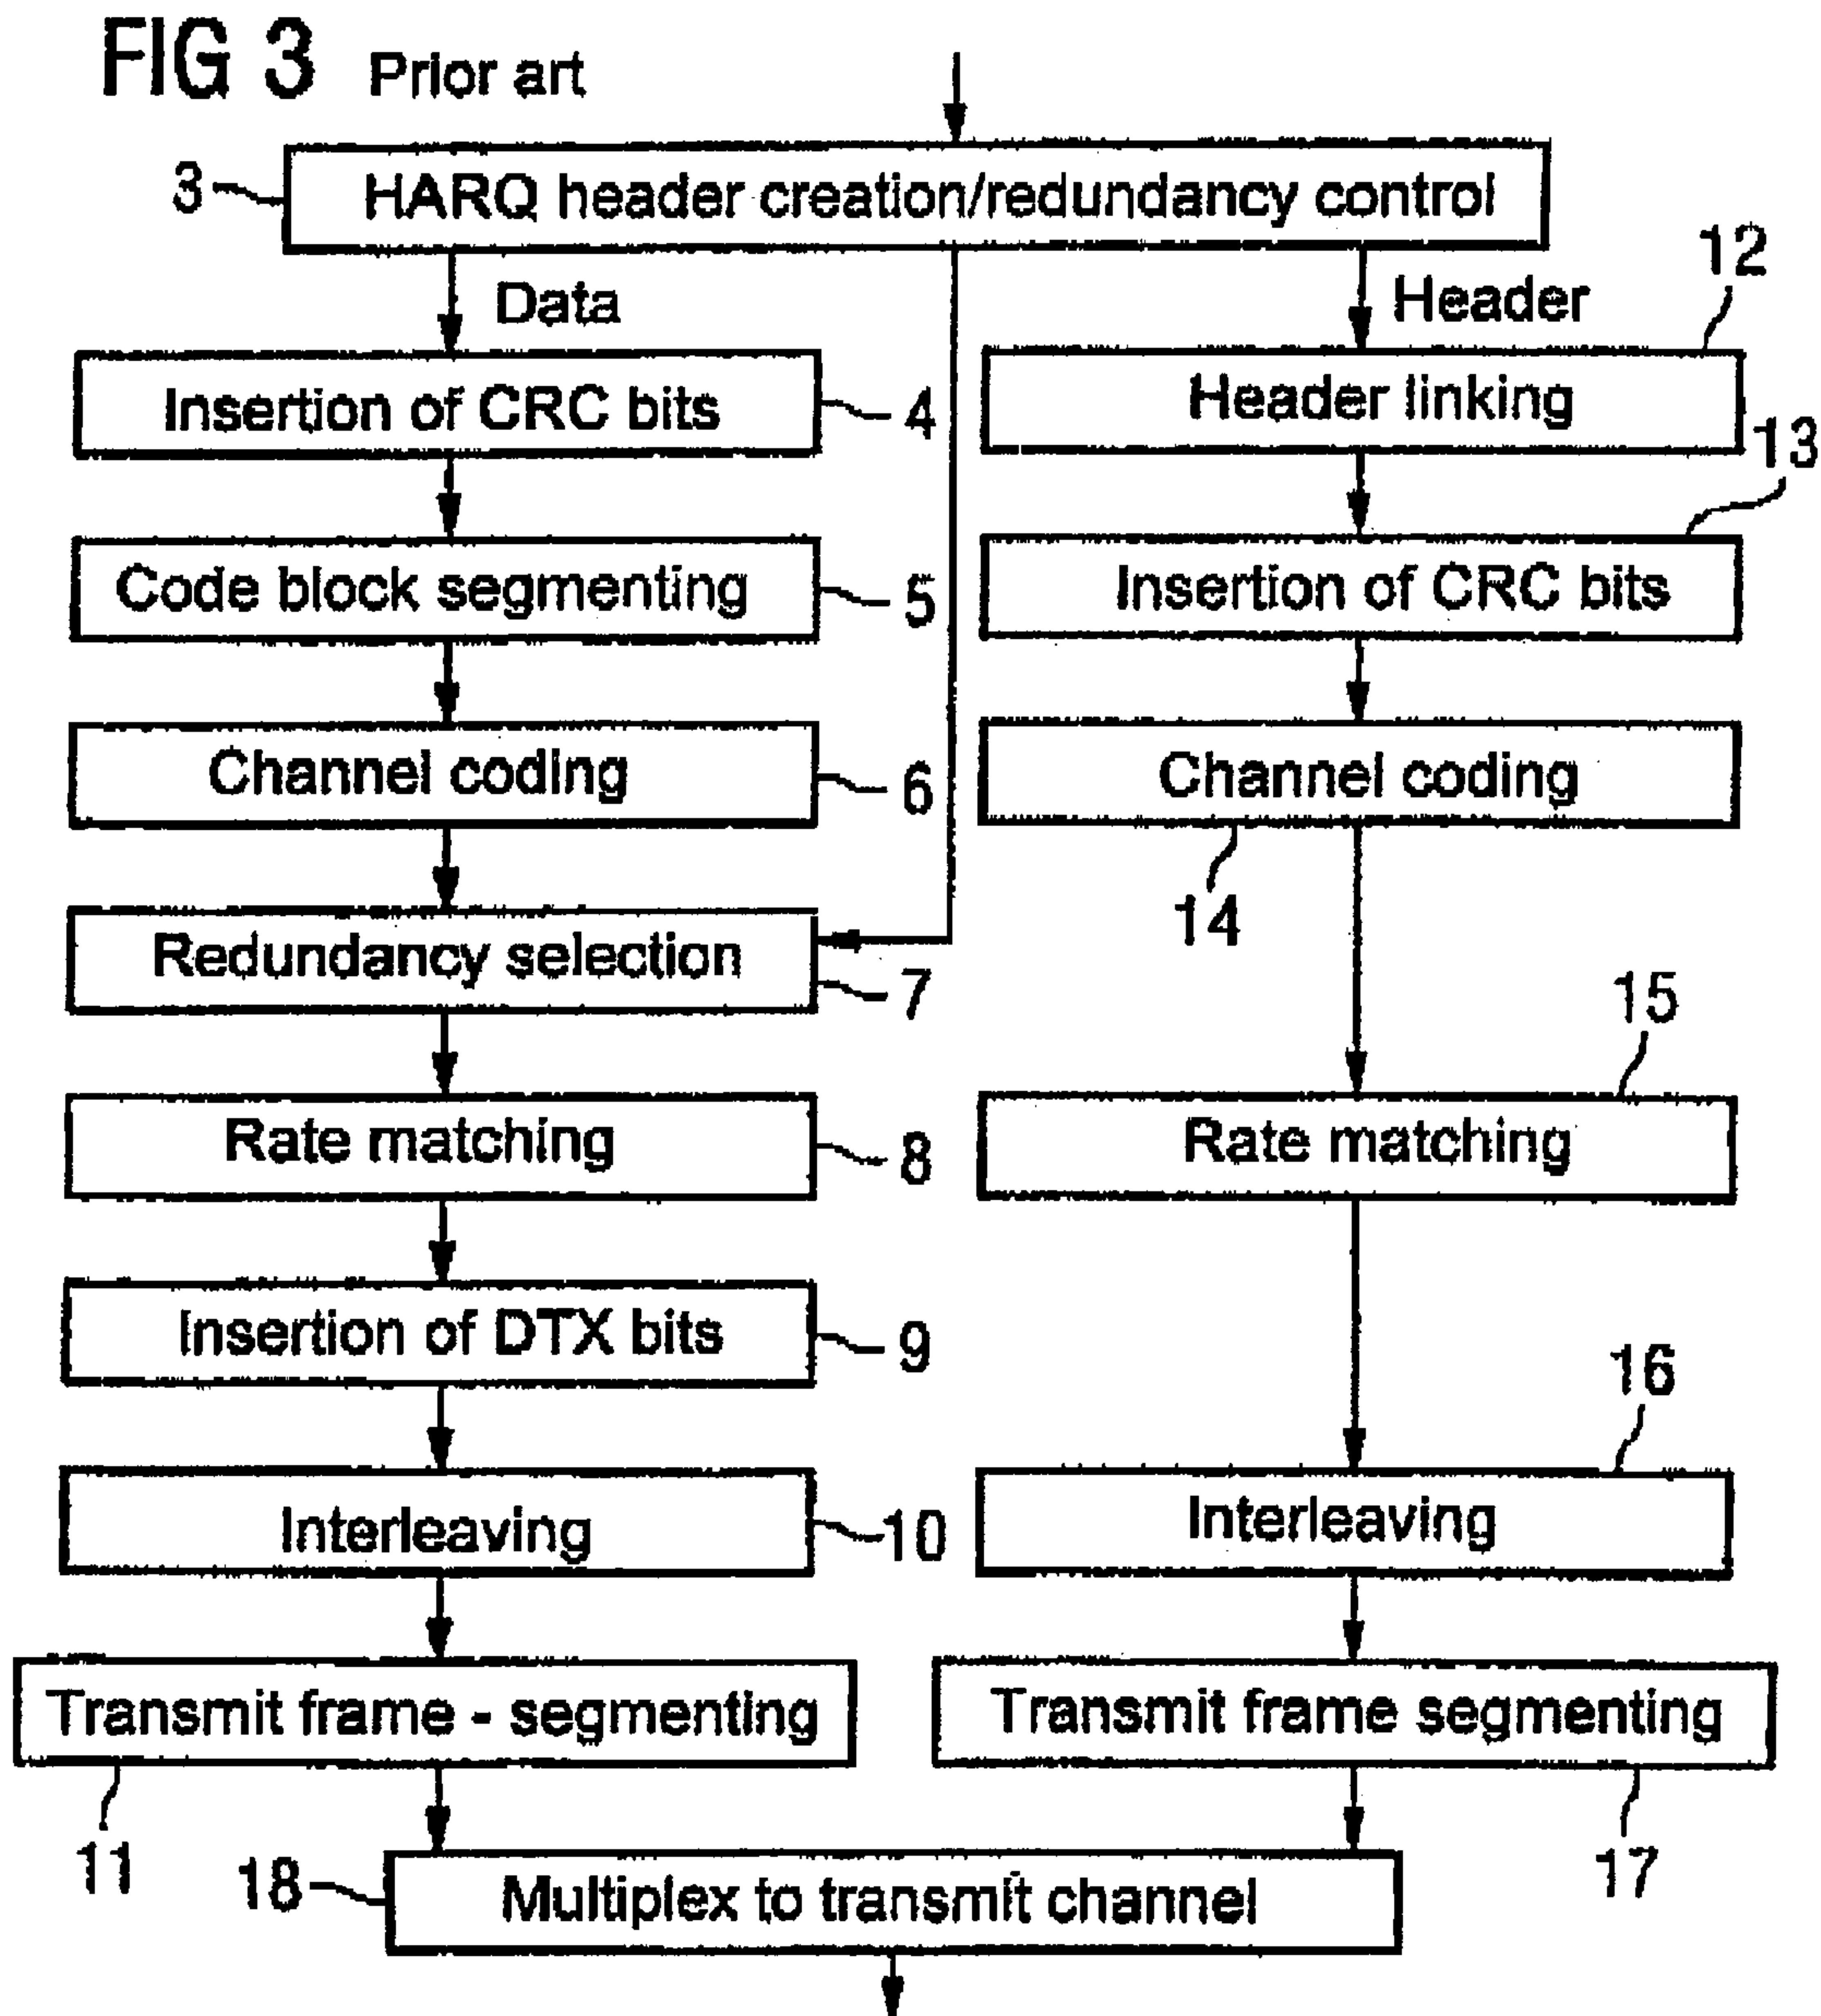 FIG 3 Prior art
3
HARQ header creation/redundancy control
Data
Header
12
Insertion of CRC bits
4
Header linking
13
Code block segmenting
5
Insertion of CRC bits
Channel coding
6
Channel coding
14
Redundancy selection
7
15
Rate matching
8
Rate matching
Insertion of DTX bits
9
16
Interleaving
10
Interleaving
Transmit frame - segmenting
Transmit frame segmenting
11
17
18
Multiplex to transmit channel